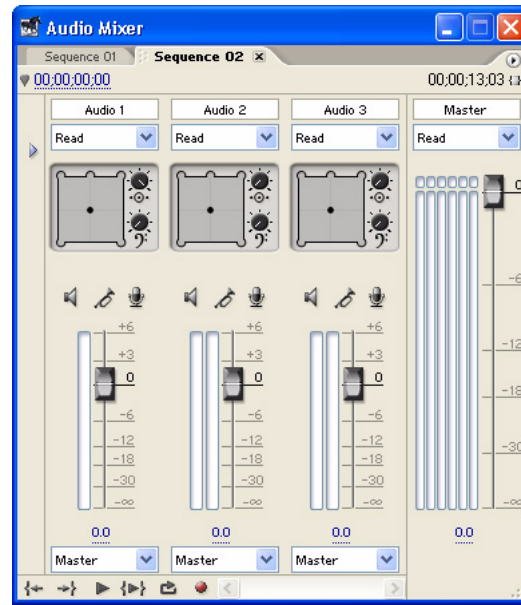 Audio Mixer
Sequence 01 Sequence 02
00;00;00;00 00;00;13;03
Audio 1 Audio 2 Audio 3 Master
Read Read Read Read
0
+6 +6 +6
+3 +3 +3
0 0 0
-6 -6 -6 -6
-12 -12 -12 -12
-18 -18 -18 -18
-30 -30 -30 -30
-∞ -∞ -∞ -∞
0.0 0.0 0.0 0.0
Master Master Master